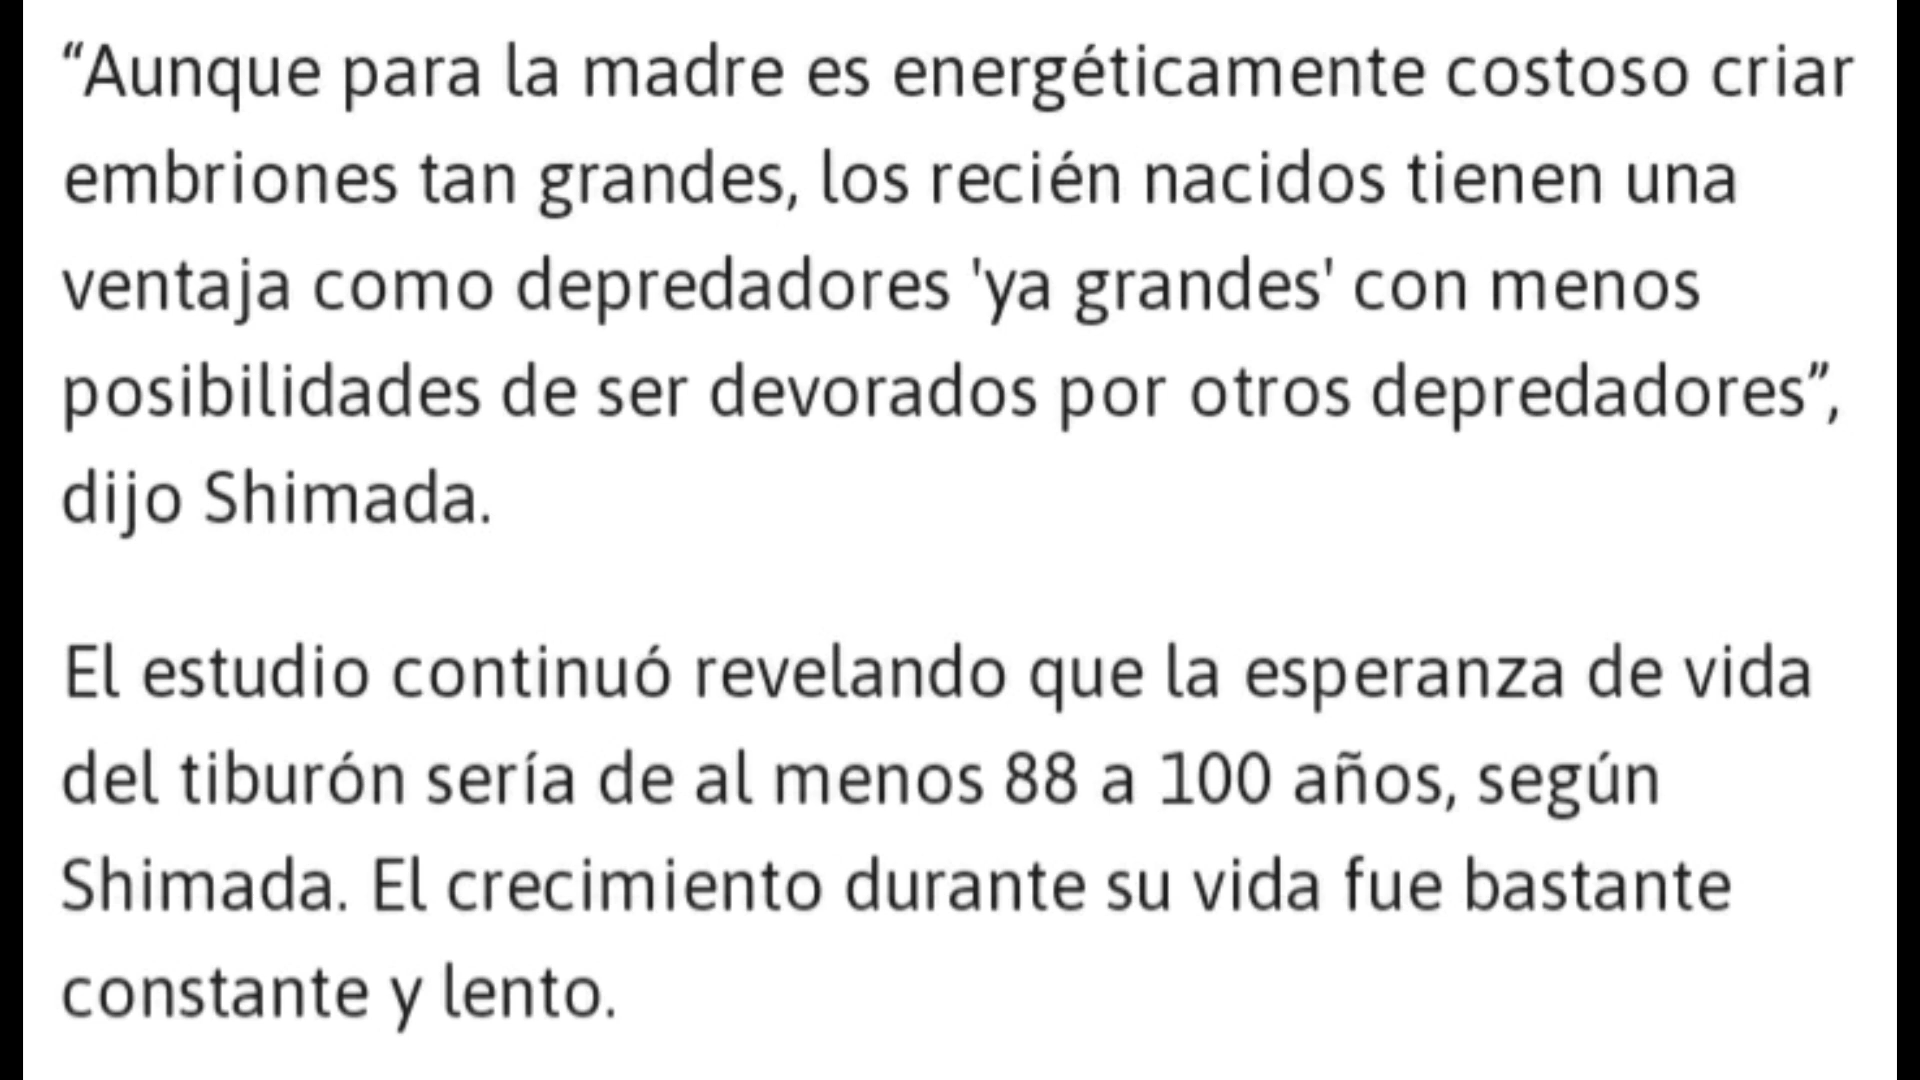 “Aunque para la madre es energéticamente costoso criar
embriones tan grandes, los recién nacidos tienen una
ventaja como depredadores 'ya grandes' con menos
posibilidades de ser devorados por otros depredadores”,
dijo Shimada.
El estudio continuó revelando que la esperanza de vida
del tiburón sería de al menos 88 a 100 años, según
Shimada. El crecimiento durante su vida fue bastante
constante y lento.